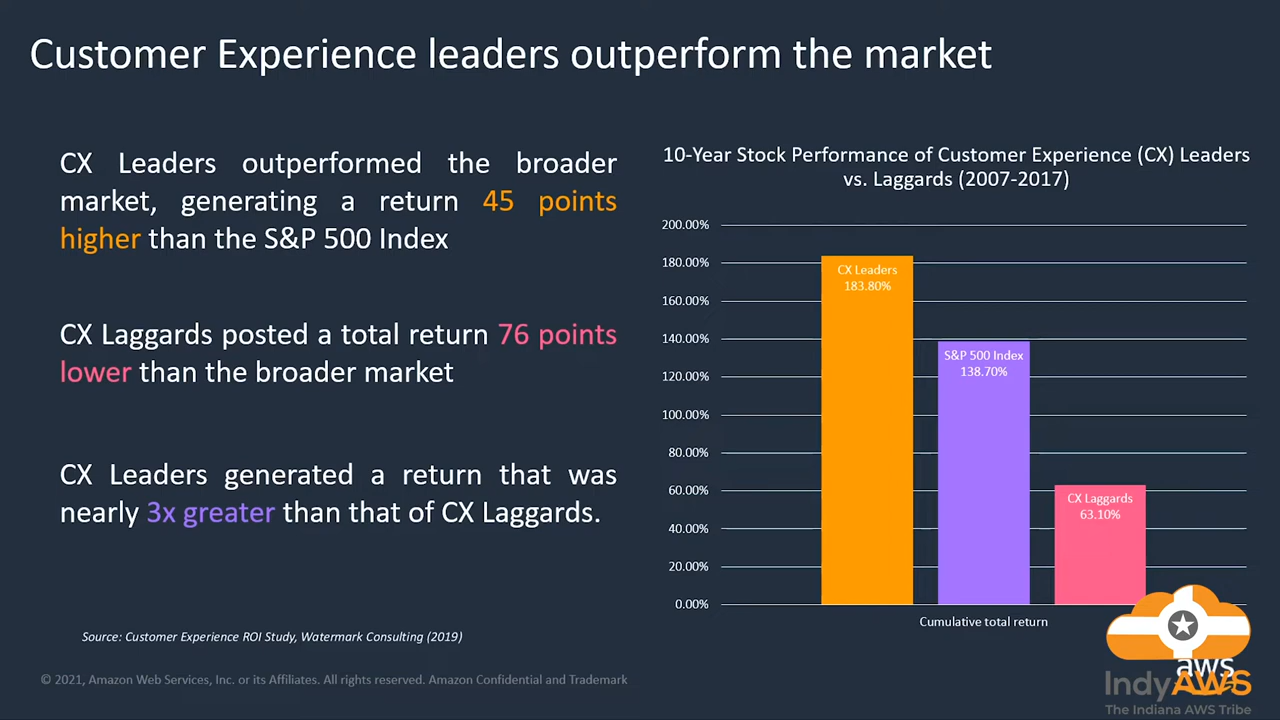 Customer Experience leaders outperform the market
CX Leaders outperformed the broader
market, generating a return 45 points
higher than the S&P 500 Index
CX Laggards posted a total return 76 points
lower than the broader market
CX Leaders generated a return that was
nearly 3x greater than that of CX Laggards.
Source: Customer Experience ROI Study, Watermark Consulting (2019)
10-Year Stock Performance of Customer Experience (CX) Leaders
vs. Laggards (2007-2017)
200.00%
180.00%
160.00%
140.00%
120.00%
100.00%
80.00%
60.00%
40.00%
20.00%
0.00%
CX Leaders
183.80%
S&P 500 Index
138.70%
CX Laggards
63.10%
Cumulative total return
© 2021, Amazon Web Services, Inc. or its Affiliates. All rights reserved. Amazon Confidential and Trademark
aws
IndyAWS
The Indiana AWS Tribe